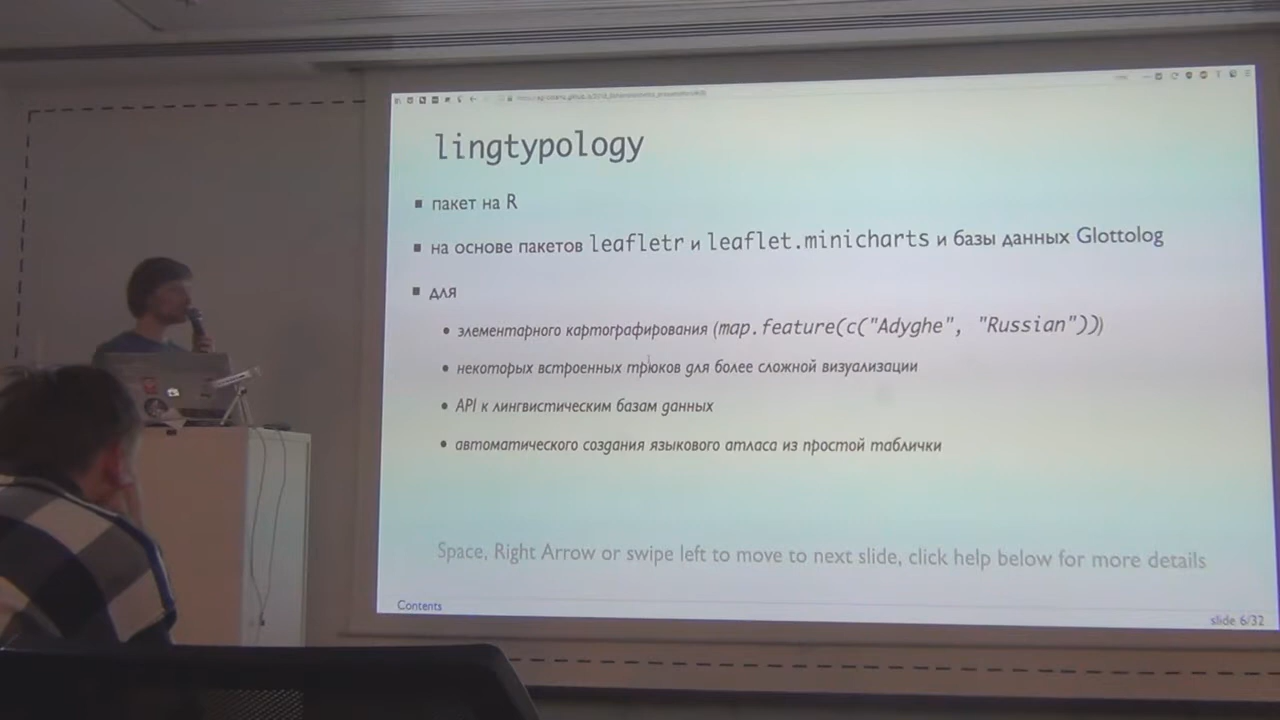 lingtypology
пакет на R
на основе пакетов leafletr и leaflet.minicharts и базы данных Glottolog
для
элементарного картографирования (map.feature(c("Adyghe", "Russian")))
некоторых встроенных трюков для более сложной визуализации
API к лингвистическим базам данных
автоматического создания языкового атласа из простой таблички
Space, Right Arrow or swipe left to move to next slide, click help below for more details
Contents
slide 6/32